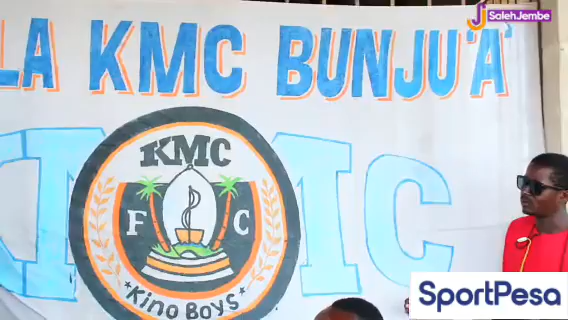 SalehJembe
LA KMC BUNJU 'A'
KMC
KMC
F C
Kino Boys
SportPesa